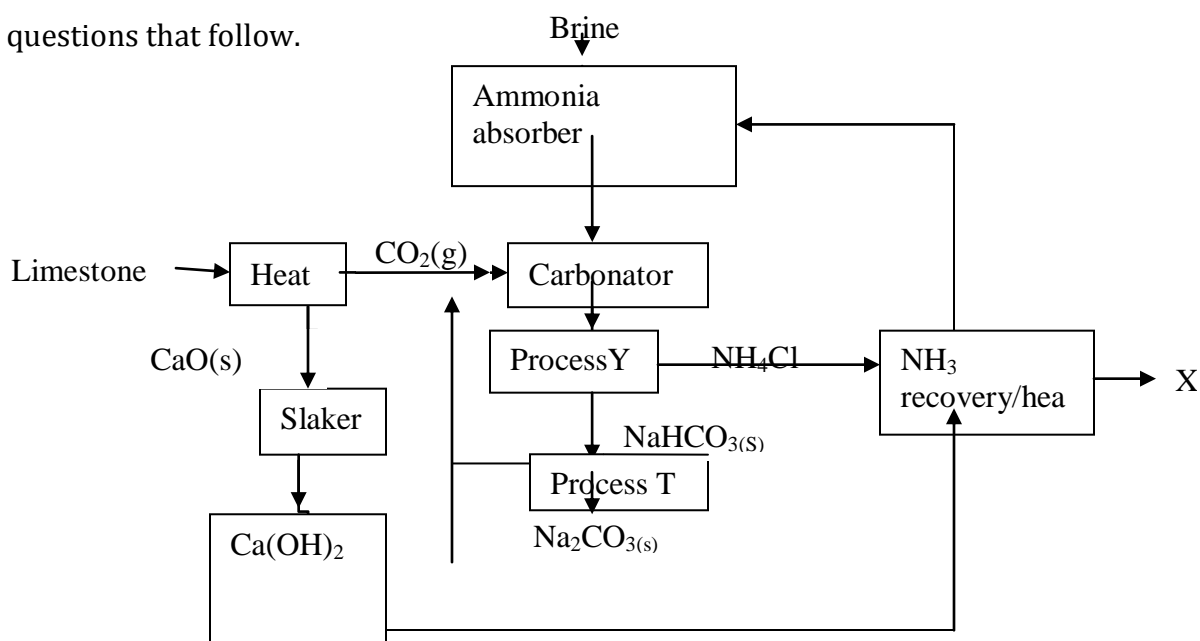 questions that follow.
Brine
Ammonia
absorber
Limestone
Heat
CO₂(g)
Carbonator
CaO(s)
ProcessY
NH₄Cl
NH₃
recovery/hea
X
Slaker
NaHCO₃(S)
Process T
Ca(OH)₂
Na₂CO₃(s)